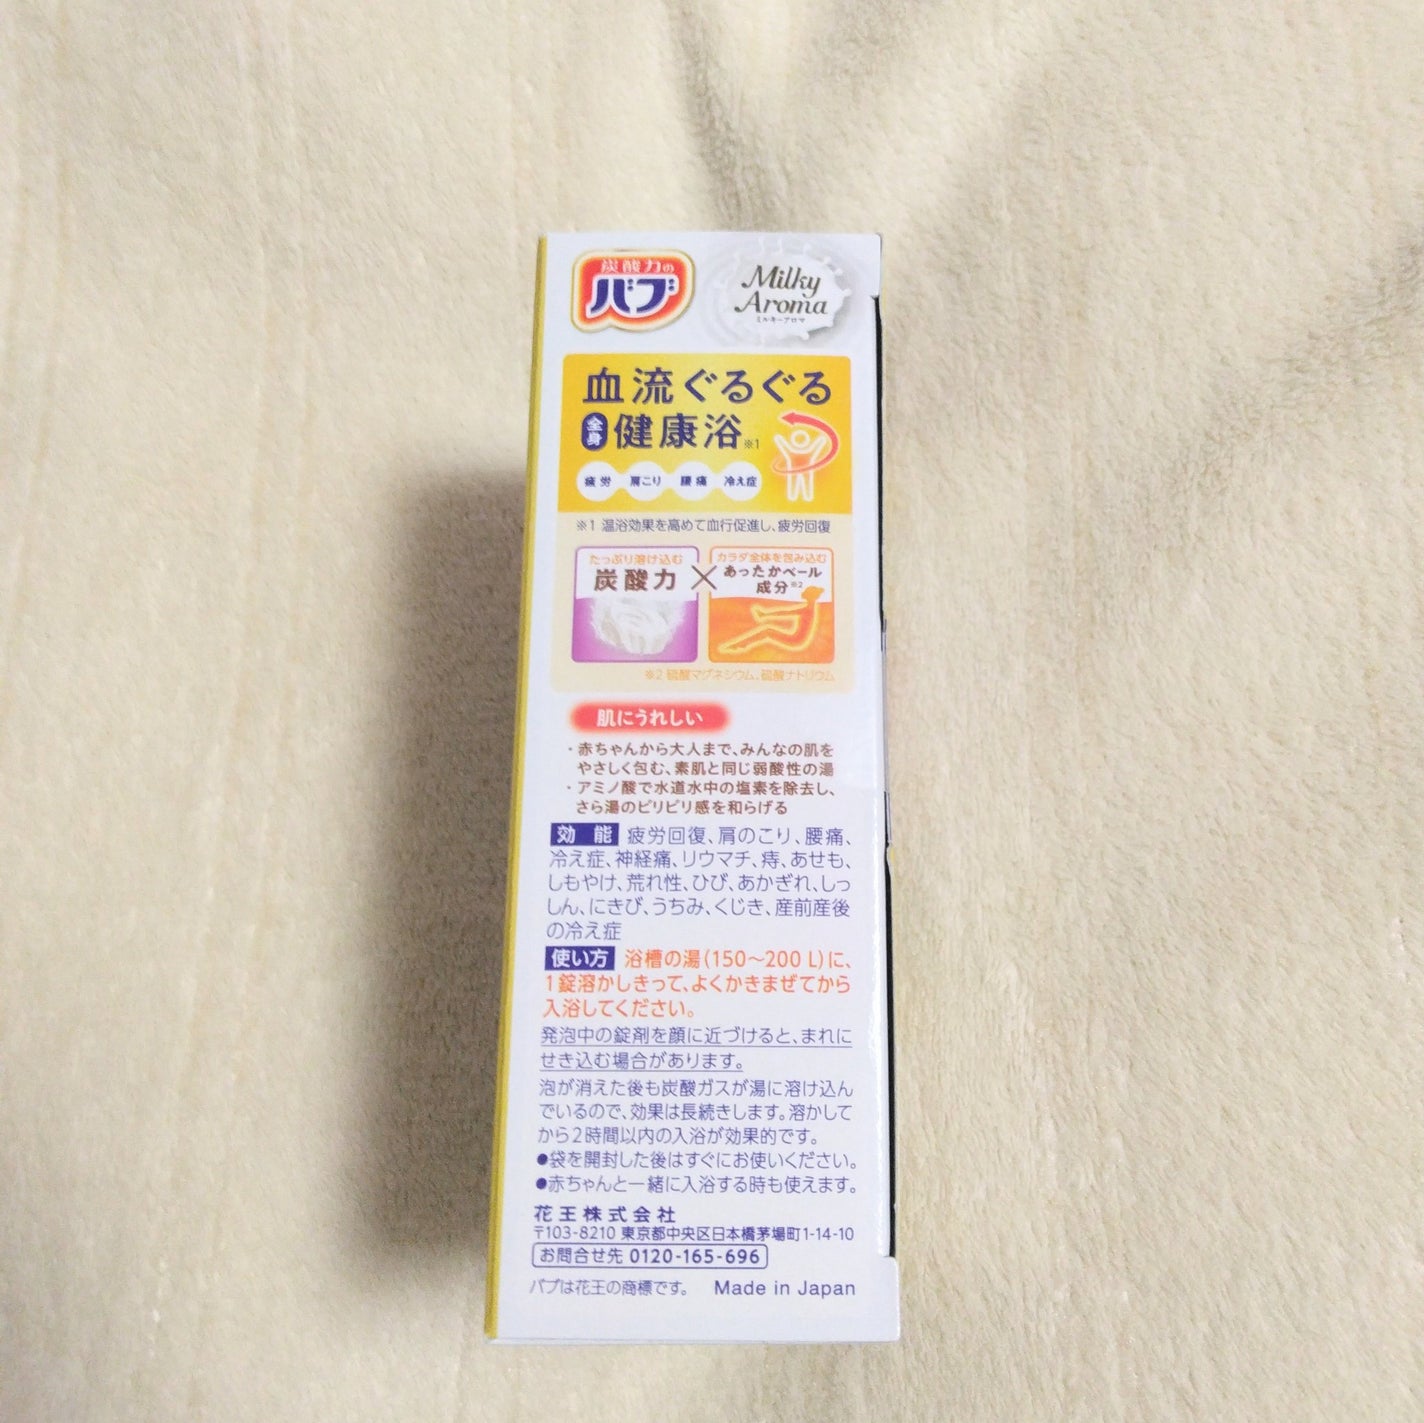 炭酸力の
バブ
Milky
Aroma
ミルキーアロマ
血流ぐるぐる
全身 健康浴※1
疲労 肩こり 腰痛 冷え症
※1 温浴効果を高めて血行促進し、疲労回復
たっぷり溶け込む
炭酸力
×
カラダ全体を包み込む
あったかベール
成分※2
※2 硫酸マグネシウム、硫酸ナトリウム
肌にうれしい
・赤ちゃんから大人まで、みんなの肌を
やさしく包む、素肌と同じ弱酸性の湯
・アミノ酸で水道水中の塩素を除去し、
さら湯のピリピリ感を和らげる
効能 疲労回復、肩のこり、腰痛、
冷え症、神経痛、リウマチ、痔、あせも、
しもやけ、荒れ性、ひび、あかぎれ、しっ
しん、にきび、うちみ、くじき、産前産後
の冷え症
使い方 浴槽の湯(150〜200 L)に、
1錠溶かしきって、よくかきまぜてから
入浴してください。
発泡中の錠剤を顔に近づけると、まれに
せき込む場合があります。
泡が消えた後も炭酸ガスが湯に溶け込ん
でいるので、効果は長続きします。溶かして
から2時間以内の入浴が効果的です。
●袋を開封した後はすぐにお使いください。
●赤ちゃんと一緒に入浴する時も使えます。
花王株式会社
〒103-8210 東京都中央区日本橋茅場町1-14-10
お問合せ先 0120-165-696
バブは花王の商標です。 Made in Japan